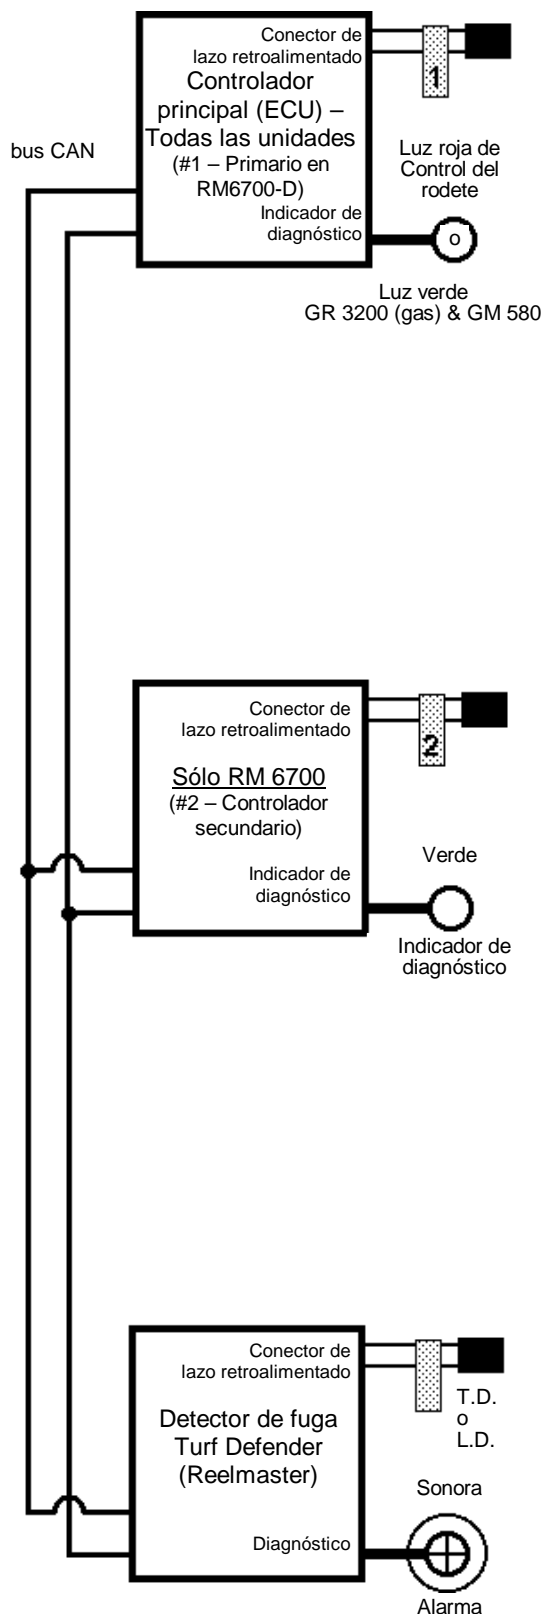 Conector de
lazo retroalimentado
1
Controlador
principal (ECU) –
Todas las unidades
(#1 – Primario en
RM6700-D)
bus CAN
Luz roja de
Control del
rodete
Indicador de
diagnóstico
o
Luz verde
GR 3200 (gas) & GM 580
Conector de
lazo retroalimentado
2
Sólo RM 6700
(#2 – Controlador
secundario)
Verde
Indicador de
diagnóstico
Indicador de
diagnóstico
Conector de
lazo retroalimentado
T.D.
o
L.D.
Detector de fuga
Turf Defender
(Reelmaster)
Sonora
Diagnóstico
Alarma